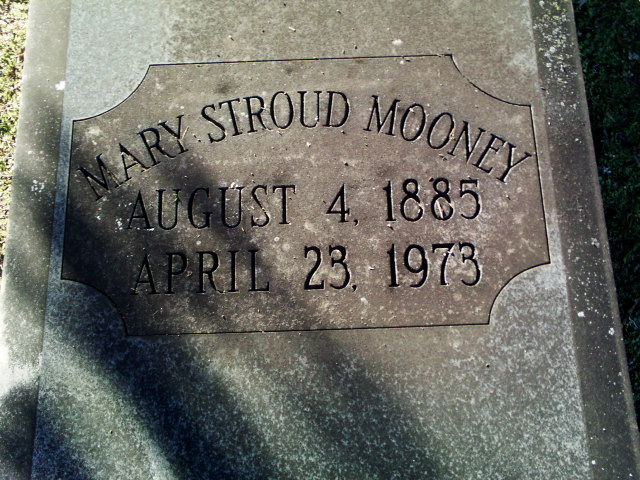 MARY STROUD MOONEY
AUGUST 4, 1885
APRIL 23, 1973